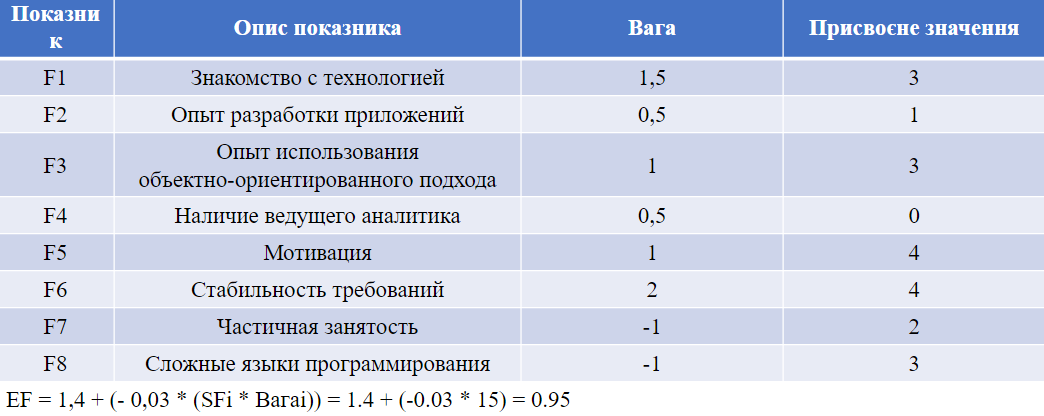 Показни
к
Опис показника
Вага
Присвоєне значення
F1
Знакомство с технологией
1,5
3
F2
Опыт разработки приложений
0,5
1
F3
Опыт использования
объектно-ориентированного подхода
1
3
F4
Наличие ведущего аналитика
0,5
0
F5
Мотивация
1
4
F6
Стабильность требований
2
4
F7
Частичная занятость
-1
2
F8
Сложные языки программирования
-1
3
EF = 1,4 + (- 0,03 * (SFi * Вагаi)) = 1.4 + (-0.03 * 15) = 0.95